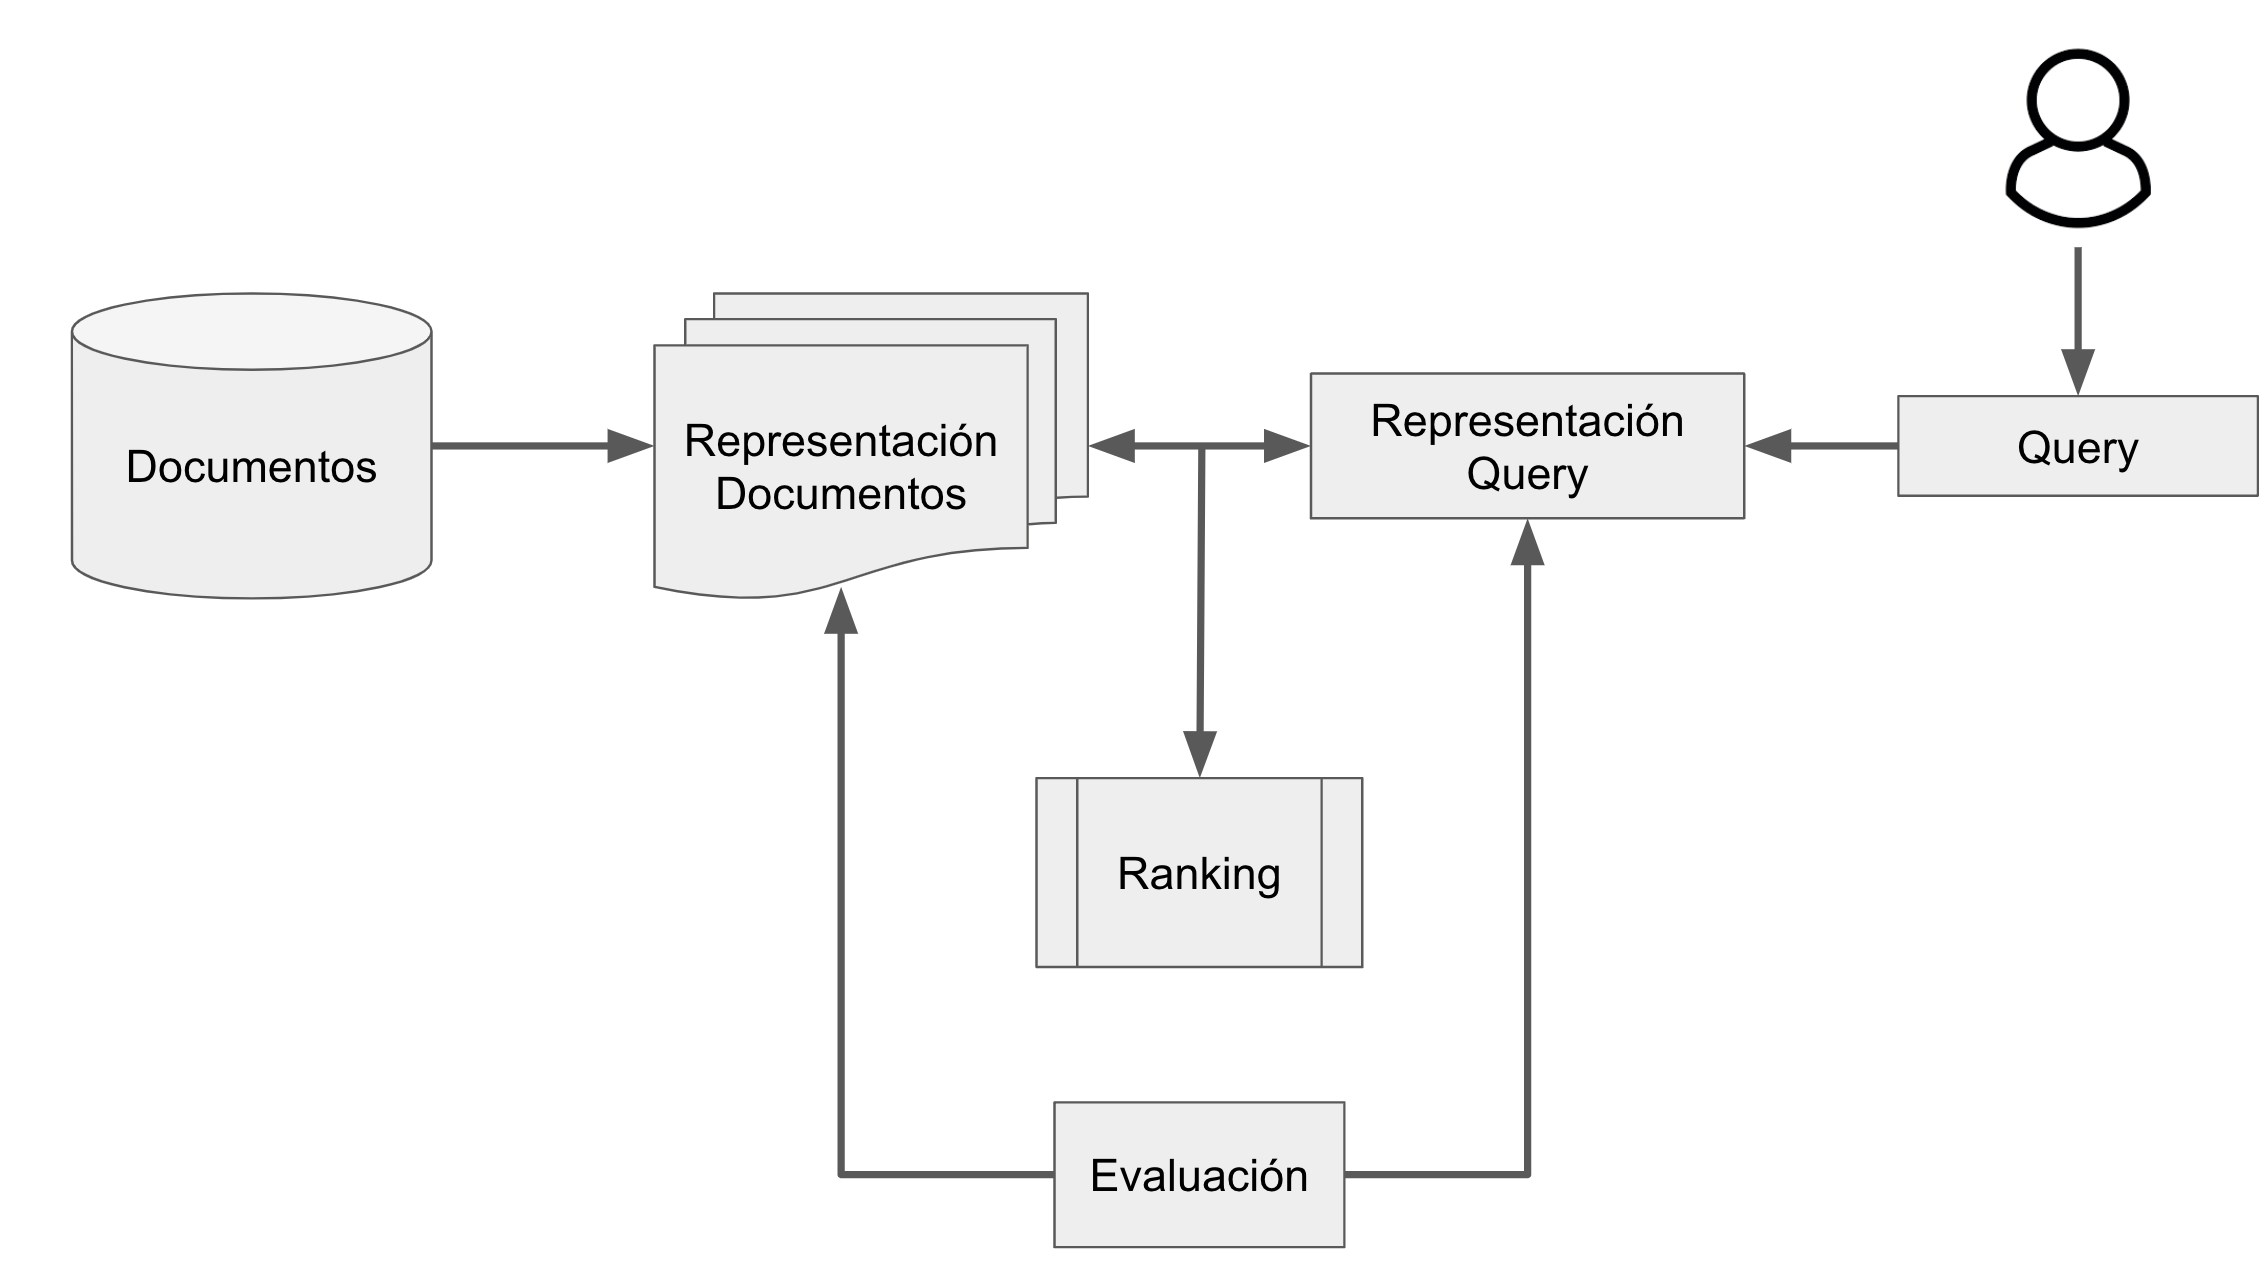 Documentos
Representación
Documentos
Representación
Query
Query
Ranking
Evaluación